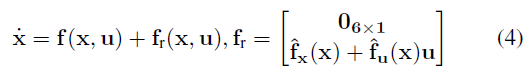 ẋ = f(x, u) + f_r(x, u), f_r = [ 0_{6×1} ; f̂_x(x) + f̂_u(x)u ] (4)